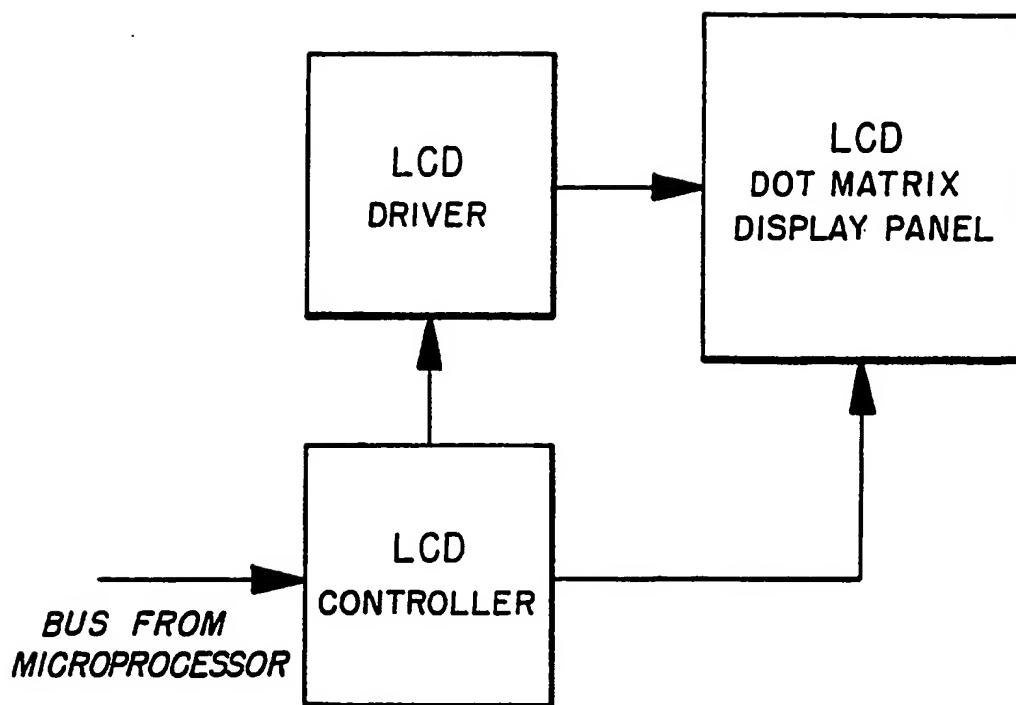 LCD
DRIVER
LCD
DOT MATRIX
DISPLAY PANEL
LCD
CONTROLLER
BUS FROM
MICROPROCESSOR